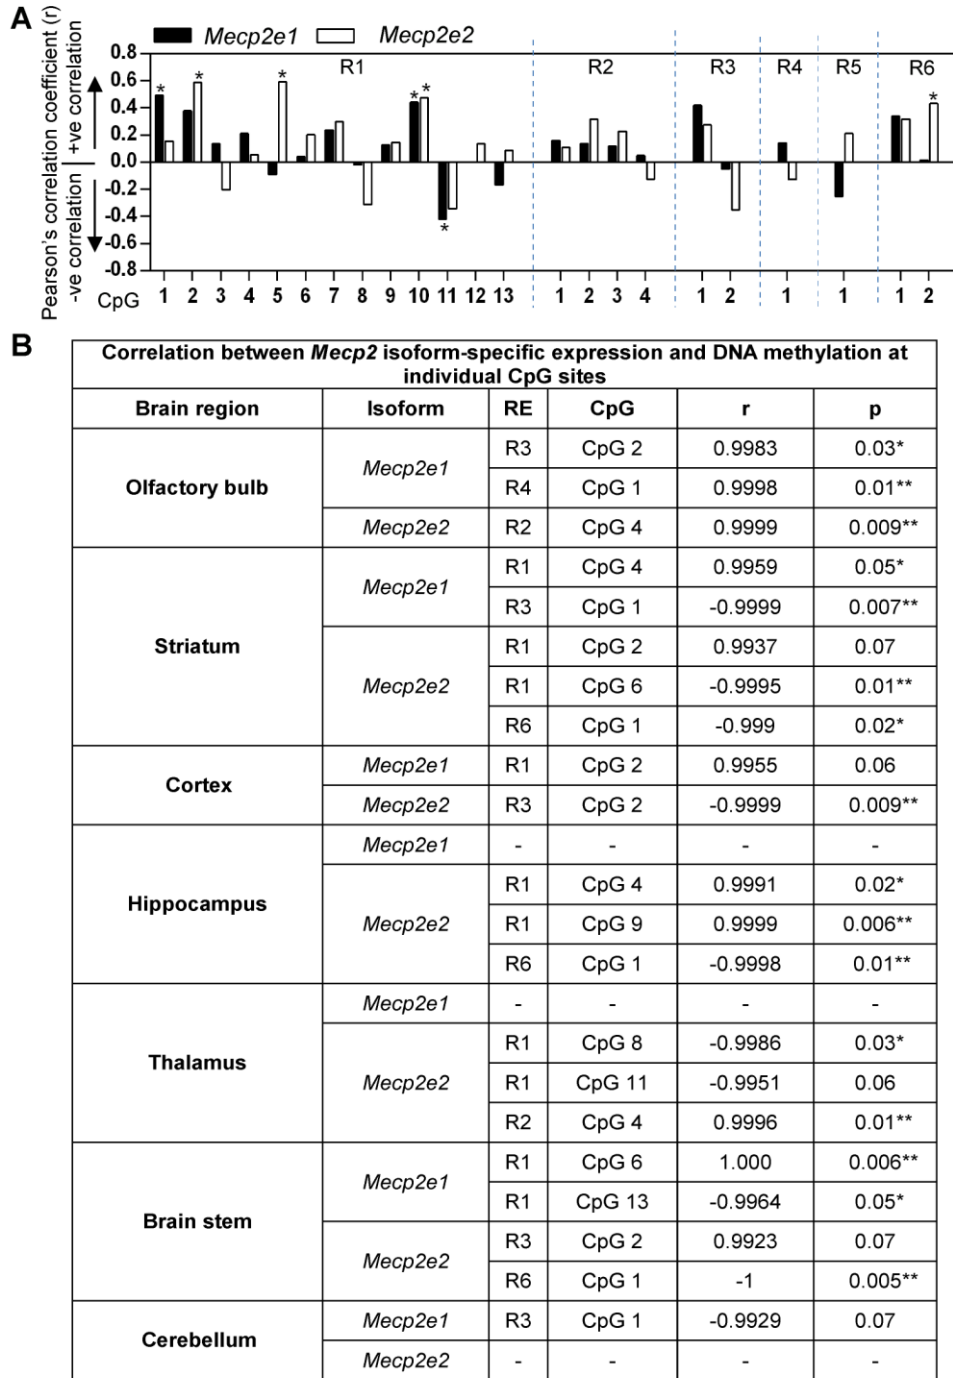 A
Mecp2e1 Mecp2e2
Pearson's correlation coefficient (r)
-ve correlation +ve correlation
0.8
0.6
0.4
0.2
0.0
-0.2
-0.4
-0.6
-0.8
R1 R2 R3 R4 R5 R6
* * * * * * *
CpG 1 2 3 4 5 6 7 8 9 10 11 12 13 1 2 3 4 1 2 1 1 1 2
B
Correlation between Mecp2 isoform-specific expression and DNA methylation at
individual CpG sites
Brain region Isoform RE CpG r p
Olfactory bulb Mecp2e1 R3 CpG 2 0.9983 0.03*
R4 CpG 1 0.9998 0.01**
Mecp2e2 R2 CpG 4 0.9999 0.009**
Striatum Mecp2e1 R1 CpG 4 0.9959 0.05*
R3 CpG 1 -0.9999 0.007**
Mecp2e2 R1 CpG 2 0.9937 0.07
R1 CpG 6 -0.9995 0.01**
R6 CpG 1 -0.999 0.02*
Cortex Mecp2e1 R1 CpG 2 0.9955 0.06
Mecp2e2 R3 CpG 2 -0.9999 0.009**
Hippocampus Mecp2e1 - - - -
Mecp2e2 R1 CpG 4 0.9991 0.02*
R1 CpG 9 0.9999 0.006**
R6 CpG 1 -0.9998 0.01**
Thalamus Mecp2e1 - - - -
Mecp2e2 R1 CpG 8 -0.9986 0.03*
R1 CpG 11 -0.9951 0.06
R2 CpG 4 0.9996 0.01**
Brain stem Mecp2e1 R1 CpG 6 1.000 0.006**
R1 CpG 13 -0.9964 0.05*
Mecp2e2 R3 CpG 2 0.9923 0.07
R6 CpG 1 -1 0.005**
Cerebellum Mecp2e1 R3 CpG 1 -0.9929 0.07
Mecp2e2 - - - -